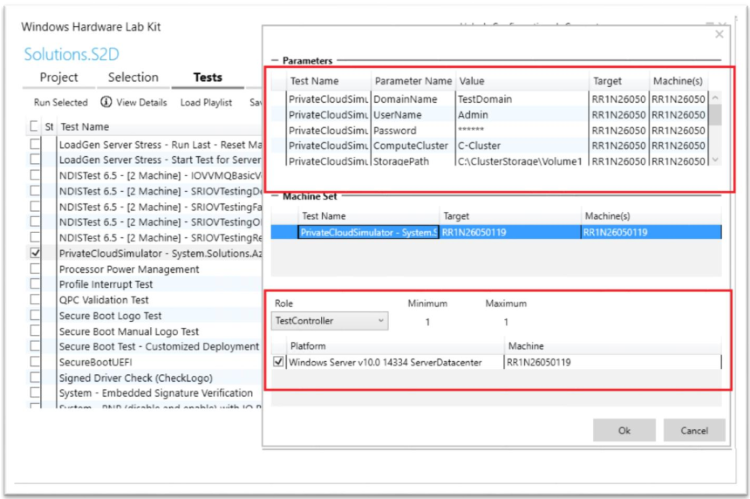 Windows Hardware Lab Kit
Solutions.S2D
Project Selection Tests
Run Selected View Details Load Playlist Sav
St Test Name
LoadGen Server Stress - Run Last - Reset Ma
LoadGen Server Stress - Start Test for Server
NDISTest 6.5 - [2 Machine] - IOVVMQBasicV
NDISTest 6.5 - [2 Machine] - SRIOVTestingDe
NDISTest 6.5 - [2 Machine] - SRIOVTestingFa
NDISTest 6.5 - [2 Machine] - SRIOVTestingOI
NDISTest 6.5 - [2 Machine] - SRIOVTestingRe
PrivateCloudSimulator - System.Solutions.Az
Processor Power Management
Profile Interrupt Test
QPC Validation Test
Secure Boot Logo Test
Secure Boot Manual Logo Test
Secure Boot Test - Customized Deployment
SecureBootUEFI
Signed Driver Check (CheckLogo)
System - Embedded Signature Verification
Parameters
Test Name Parameter Name Value Target Machine(s)
PrivateCloudSimu DomainName TestDomain RR1N26050 RR1N26050
PrivateCloudSimu UserName Admin RR1N26050 RR1N26050
PrivateCloudSimu Password ****** RR1N26050 RR1N26050
PrivateCloudSimu ComputeCluster C-Cluster RR1N26050 RR1N26050
PrivateCloudSimu StoragePath C:\ClusterStorage\Volume1 RR1N26050 RR1N26050
Machine Set
Test Name Target Machine(s)
PrivateCloudSimulator - System.S RR1N26050119 RR1N26050119
Role Minimum Maximum
TestController 1 1
Platform Machine
Windows Server v10.0 14334 ServerDatacenter RR1N26050119
Ok Cancel